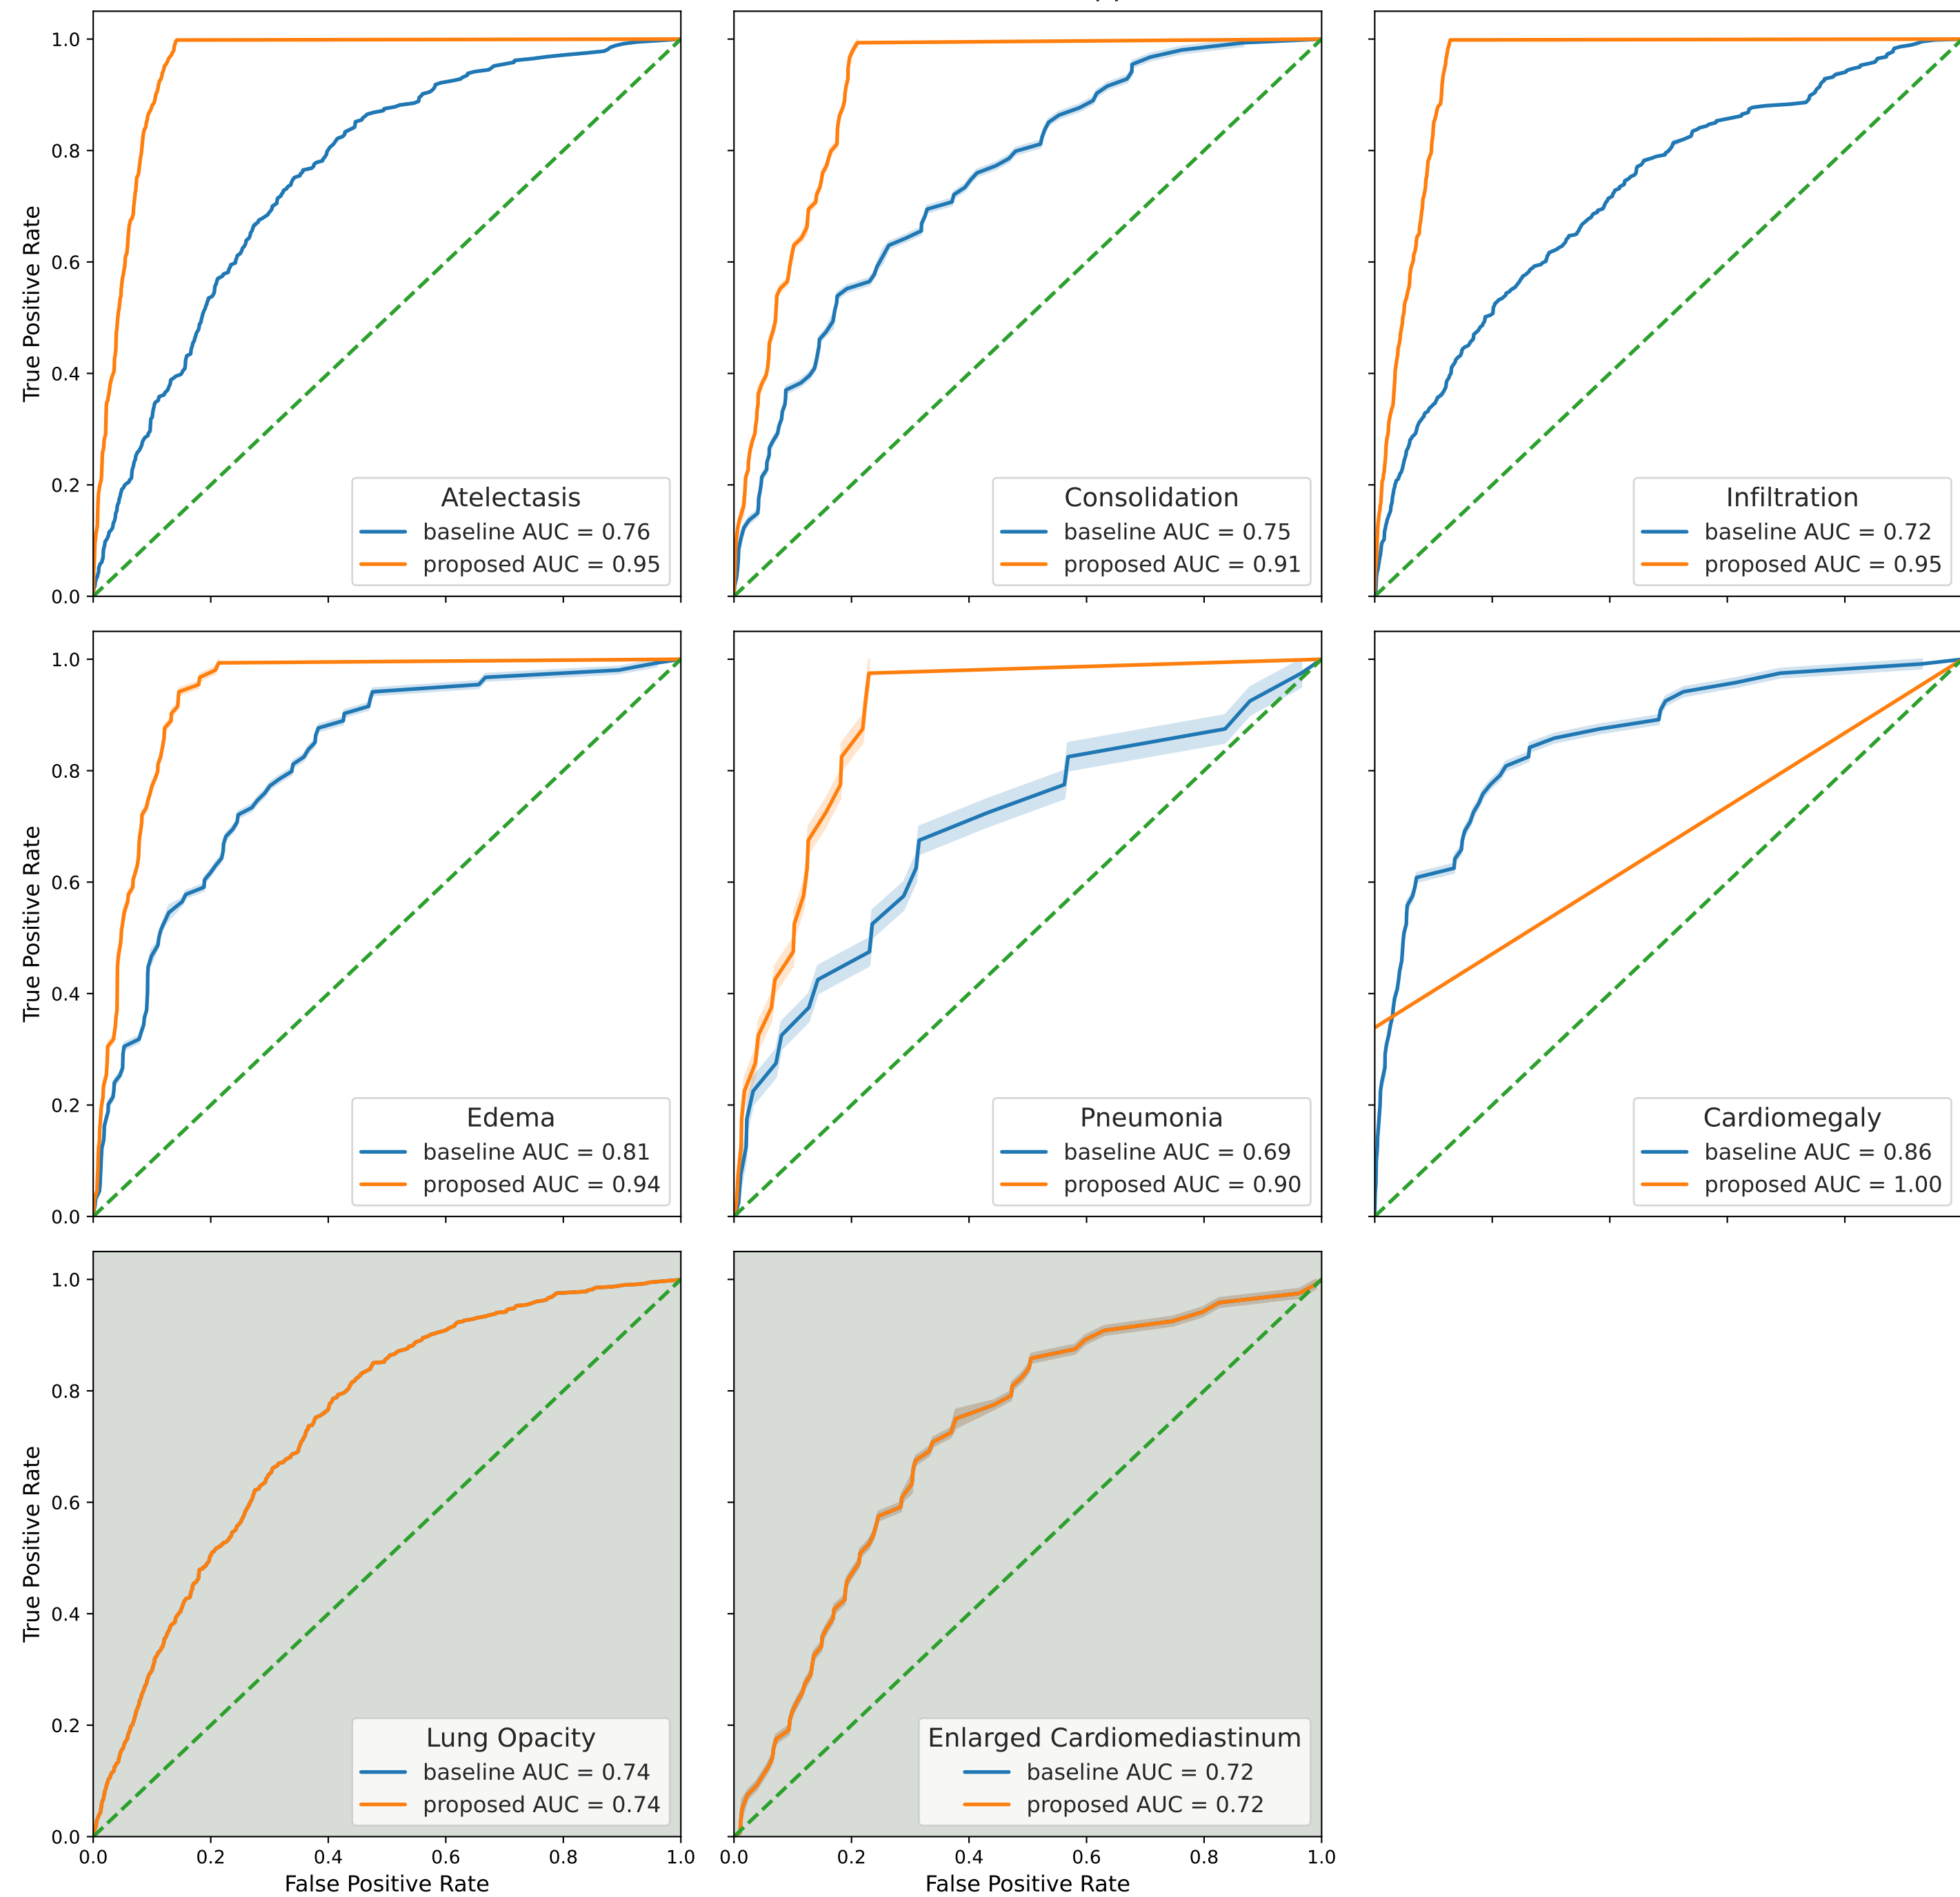 1.0
0.8
0.6
0.4
0.2
0.0
True Positive Rate
Atelectasis
baseline AUC = 0.76
proposed AUC = 0.95
Consolidation
baseline AUC = 0.75
proposed AUC = 0.91
Infiltration
baseline AUC = 0.72
proposed AUC = 0.95
1.0
0.8
0.6
0.4
0.2
0.0
True Positive Rate
Edema
baseline AUC = 0.81
proposed AUC = 0.94
Pneumonia
baseline AUC = 0.69
proposed AUC = 0.90
Cardiomegaly
baseline AUC = 0.86
proposed AUC = 1.00
1.0
0.8
0.6
0.4
0.2
0.0
True Positive Rate
Lung Opacity
baseline AUC = 0.74
proposed AUC = 0.74
0.0 0.2 0.4 0.6 0.8 1.0
False Positive Rate
Enlarged Cardiomediastinum
baseline AUC = 0.72
proposed AUC = 0.72
0.0 0.2 0.4 0.6 0.8 1.0
False Positive Rate